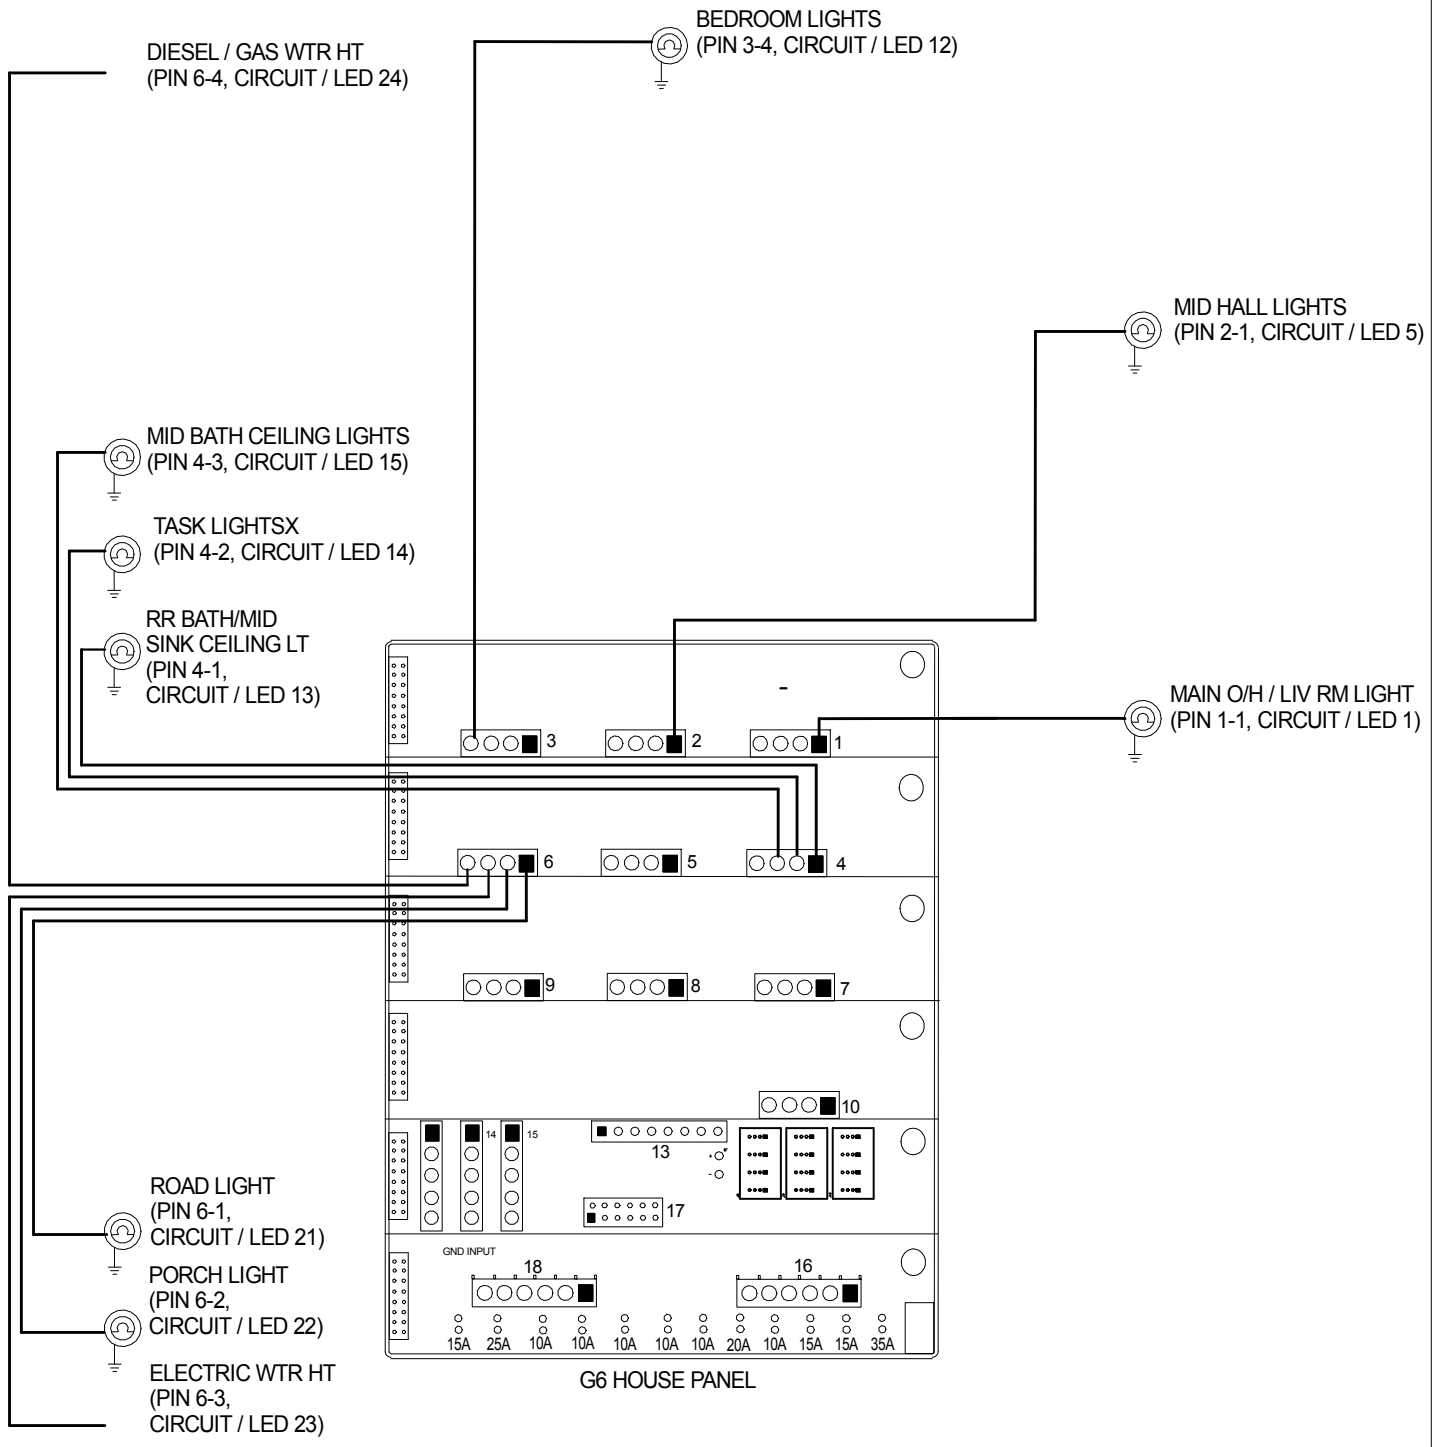 BEDROOM LIGHTS
(PIN 3-4, CIRCUIT / LED 12)
DIESEL / GAS WTR HT
(PIN 6-4, CIRCUIT / LED 24)
MID HALL LIGHTS
(PIN 2-1, CIRCUIT / LED 5)
MID BATH CEILING LIGHTS
(PIN 4-3, CIRCUIT / LED 15)
TASK LIGHTSX
(PIN 4-2, CIRCUIT / LED 14)
RR BATH/MID
SINK CEILING LT
(PIN 4-1,
CIRCUIT / LED 13)
MAIN O/H / LIV RM LIGHT
(PIN 1-1, CIRCUIT / LED 1)
-
3 2 1
6 5 4
9 8 7
10
14 15
13
+
-
17
ROAD LIGHT
(PIN 6-1,
CIRCUIT / LED 21)
PORCH LIGHT
(PIN 6-2,
CIRCUIT / LED 22)
ELECTRIC WTR HT
(PIN 6-3,
CIRCUIT / LED 23)
GND INPUT
18 16
15A 25A 10A 10A 10A 10A 10A 20A 10A 15A 15A 35A
G6 HOUSE PANEL